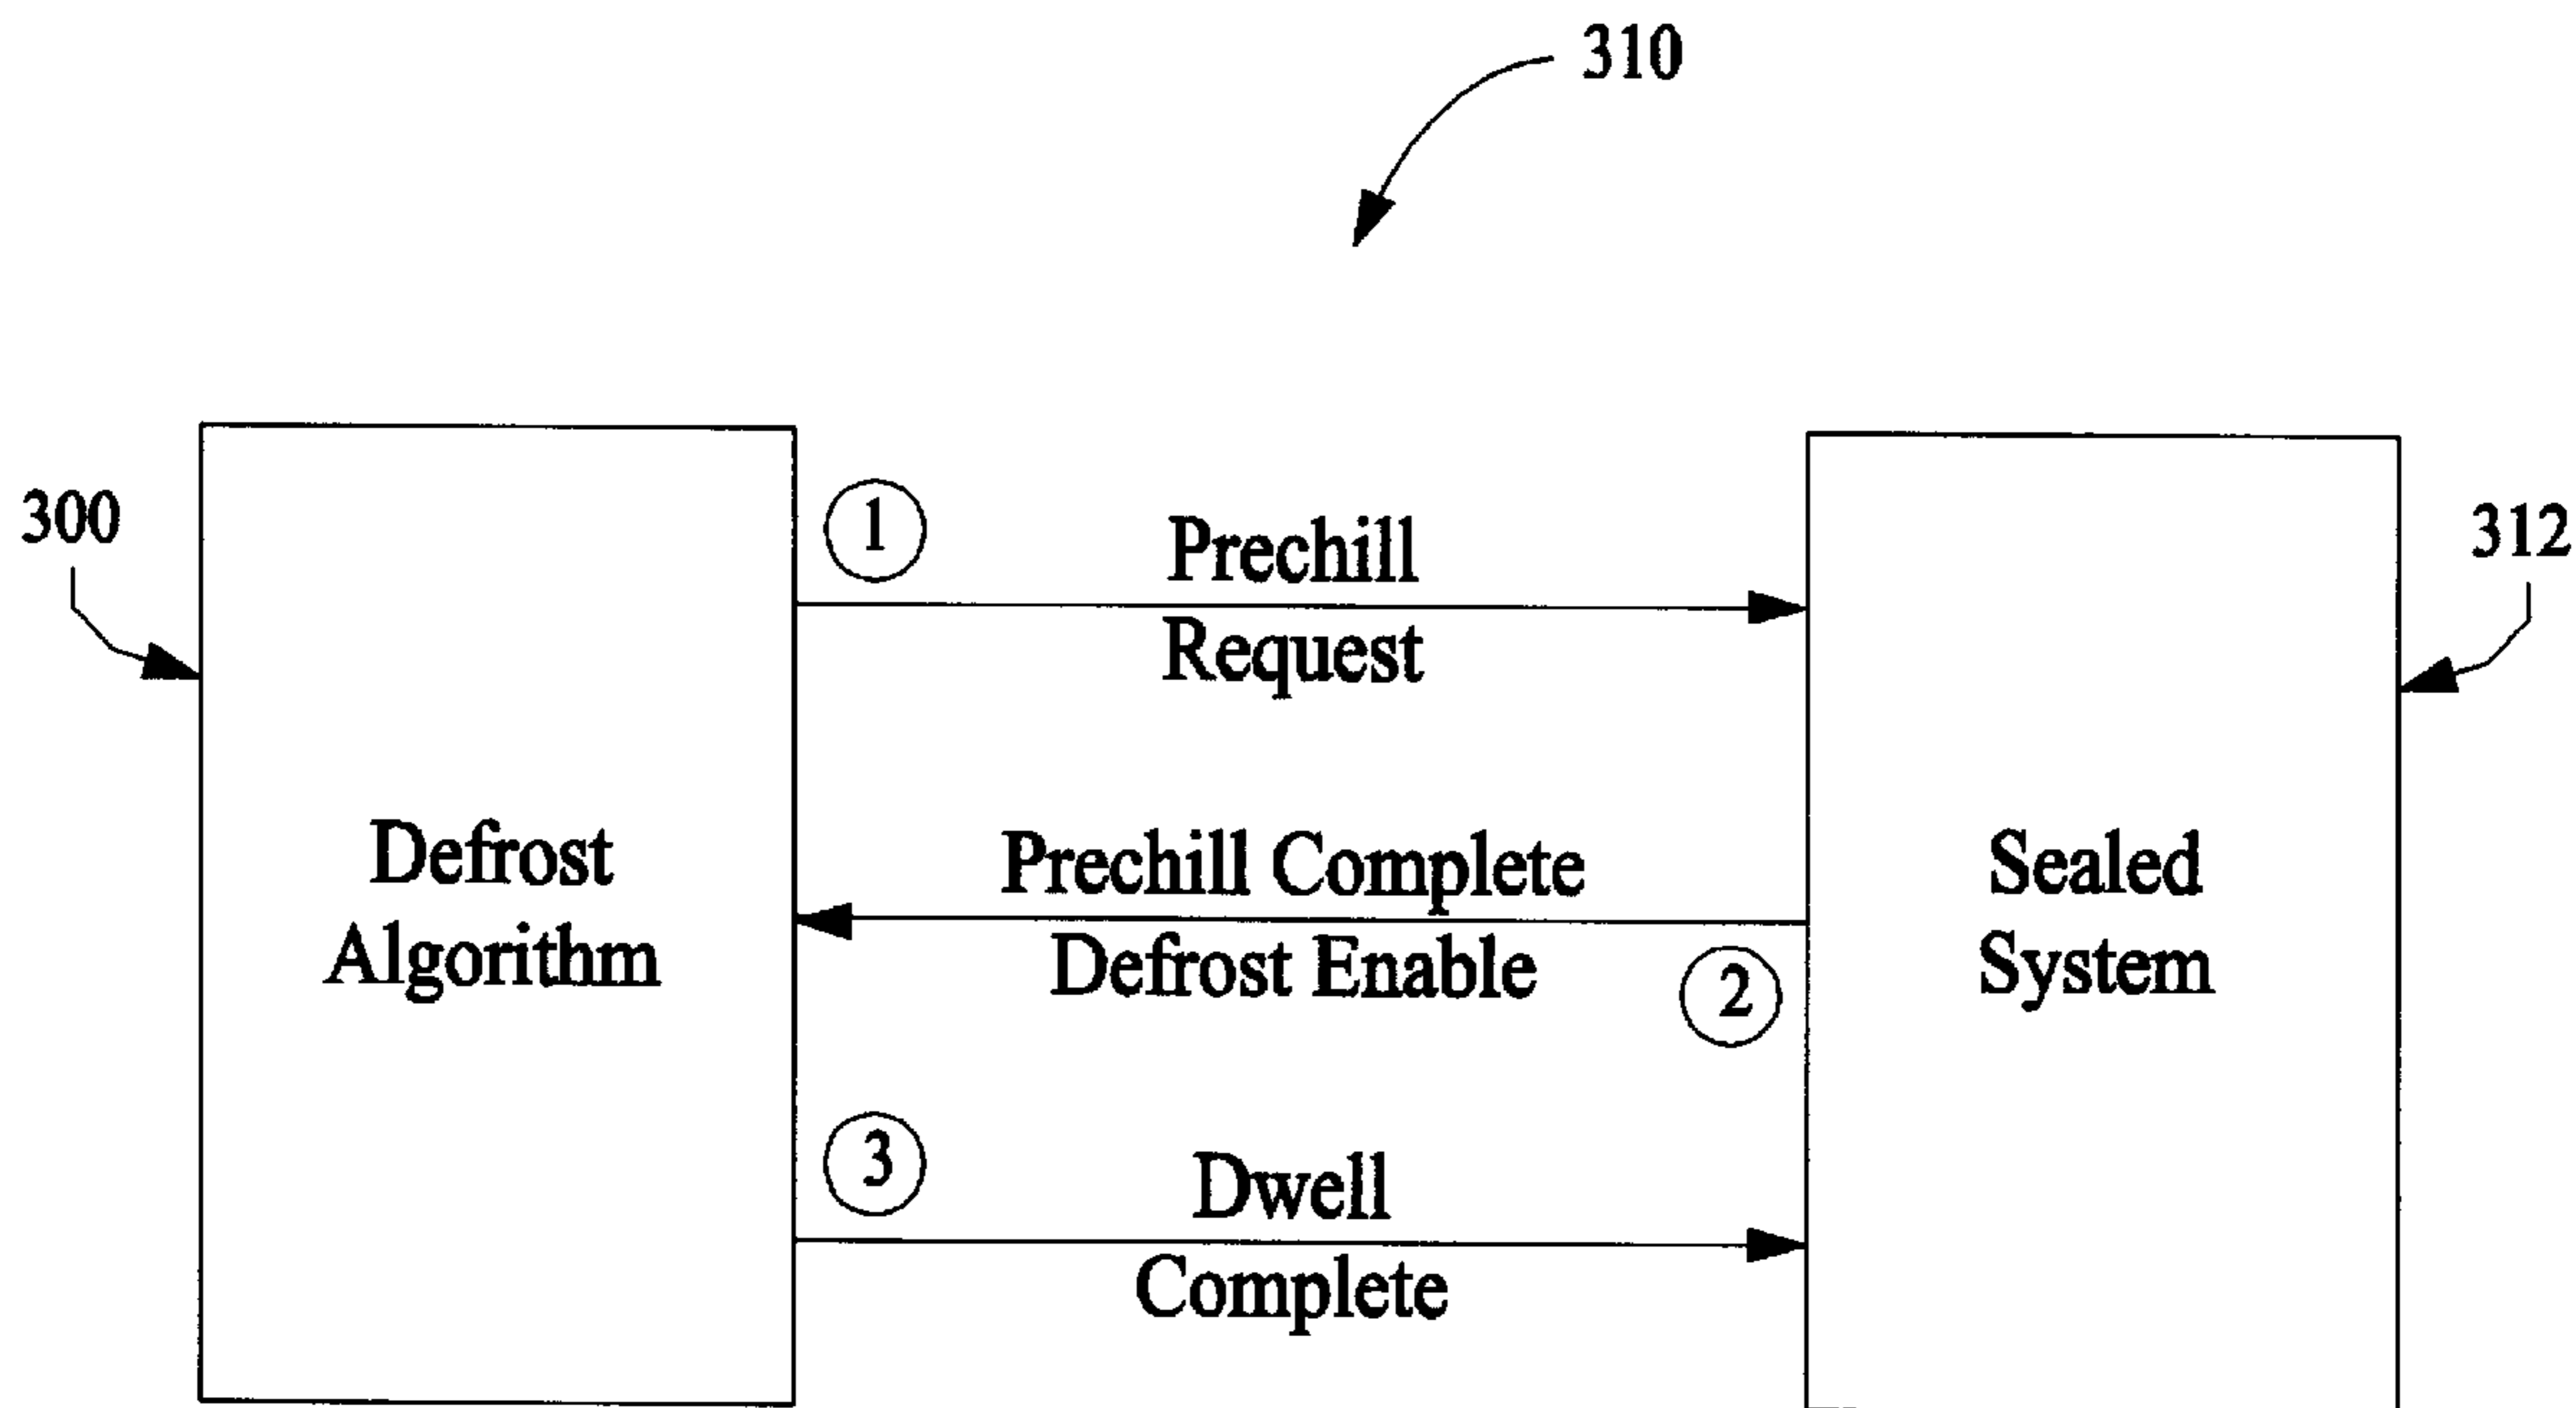 310
300
312
1
Prechill
Request
Prechill Complete
Defrost Enable
2
Defrost
Algorithm
Sealed
System
3
Dwell
Complete